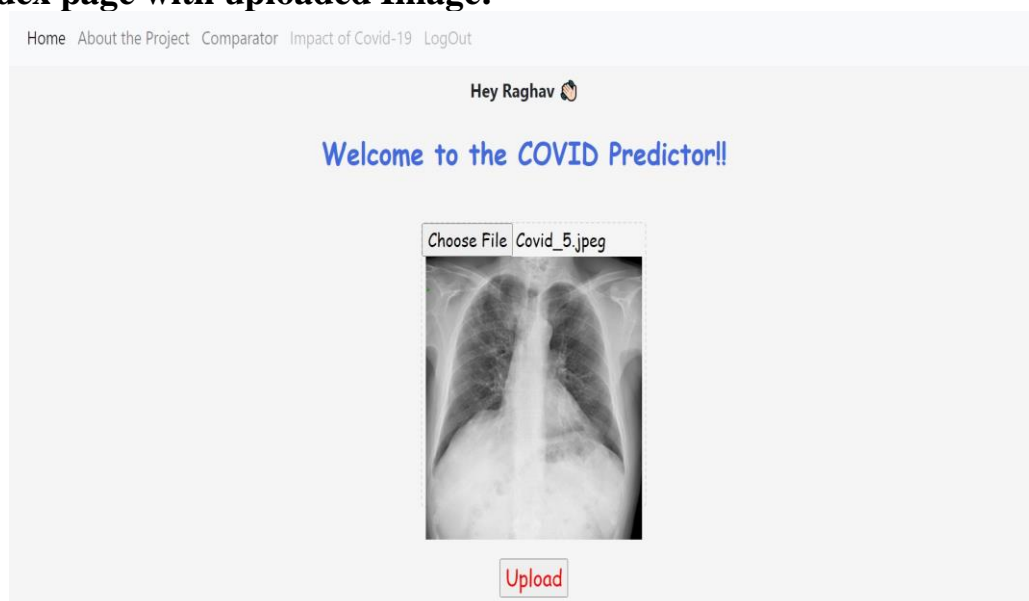 dex page with uploaded Image.
Home About the Project Comparator Impact of Covid-19 LogOut
Hey Raghav 👋🏻
Welcome to the COVID Predictor!!
Choose File Covid_5.jpeg
Upload